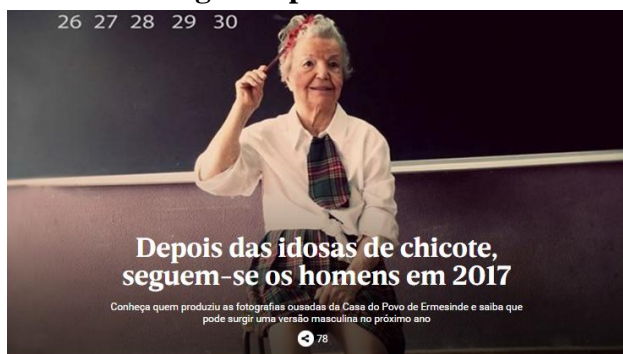 26 27 28 29 30
Depois das idosas de chicote,
seguem-se os homens em 2017
Conheça quem produziu as fotografias ousadas da Casa do Povo de Ermesinde e saiba que
pode surgir uma versão masculina no próximo ano
78